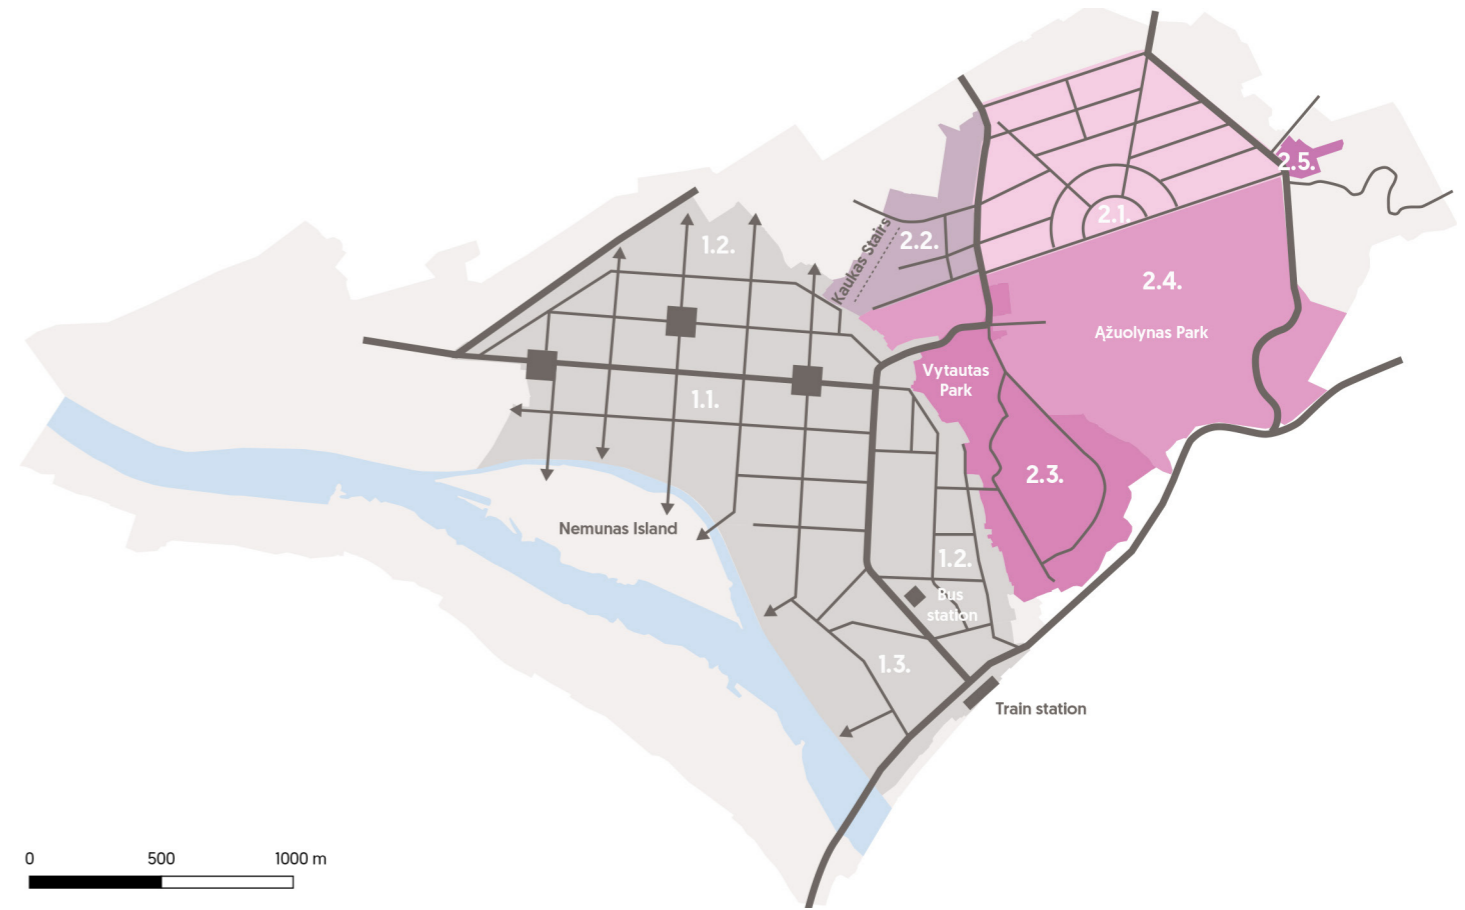 2.5.
2.1.
Kaukas Stairs
2.2.
1.2.
2.4.
Ąžuolynas Park
Vytautas
Park
1.1.
2.3.
Nemunas Island
1.2.
Bus
station
1.3.
Train station
0 500 1000 m